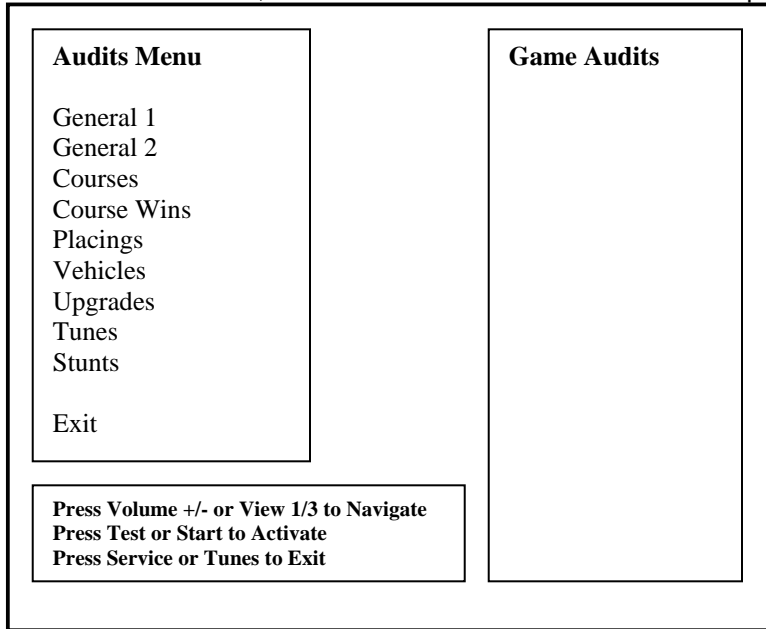 Audits Menu
General 1
General 2
Courses
Course Wins
Placings
Vehicles
Upgrades
Tunes
Stunts
Exit
Game Audits
Press Volume +/- or View 1/3 to Navigate
Press Test or Start to Activate
Press Service or Tunes to Exit